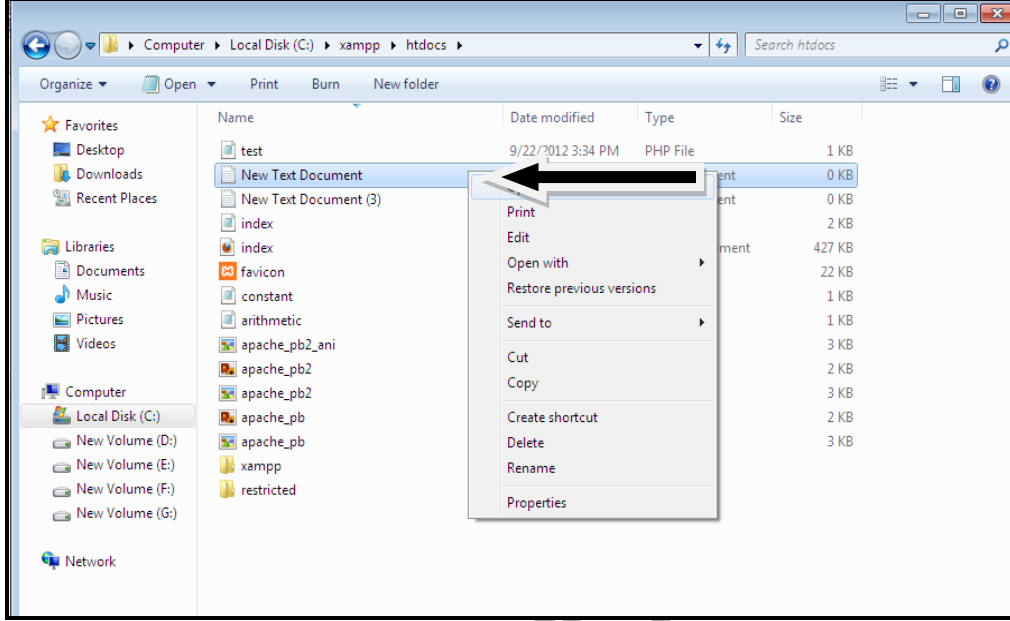 Computer Local Disk (C:) xampp htdocs Search htdocs
Organize Open Print Burn New folder
Favorites
Desktop
Downloads
Recent Places
Libraries
Documents
Music
Pictures
Videos
Computer
Local Disk (C:)
New Volume (D:)
New Volume (E:)
New Volume (F:)
New Volume (G:)
Network
Name Date modified Type Size
test 9/22/2012 3:34 PM PHP File 1 KB
New Text Document ent 0 KB
New Text Document (3) ent 0 KB
index 2 KB
index ment 427 KB
favicon 22 KB
constant 1 KB
arithmetic 1 KB
apache_pb2_ani 3 KB
apache_pb2 2 KB
apache_pb2 3 KB
apache_pb 2 KB
apache_pb 3 KB
xampp
restricted
Print
Edit
Open with
Restore previous versions
Send to
Cut
Copy
Create shortcut
Delete
Rename
Properties